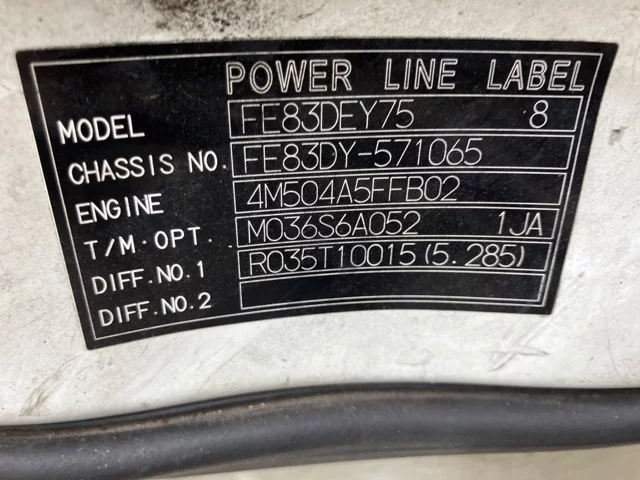 POWER LINE LABEL
MODEL FE83DEY75 8
CHASSIS NO. FE83DY-571065
ENGINE 4M504A5FFB02
T/M·OPT. M036S6A052 1JA
DIFF.NO.1 R035T10015(5.285)
DIFF.NO.2